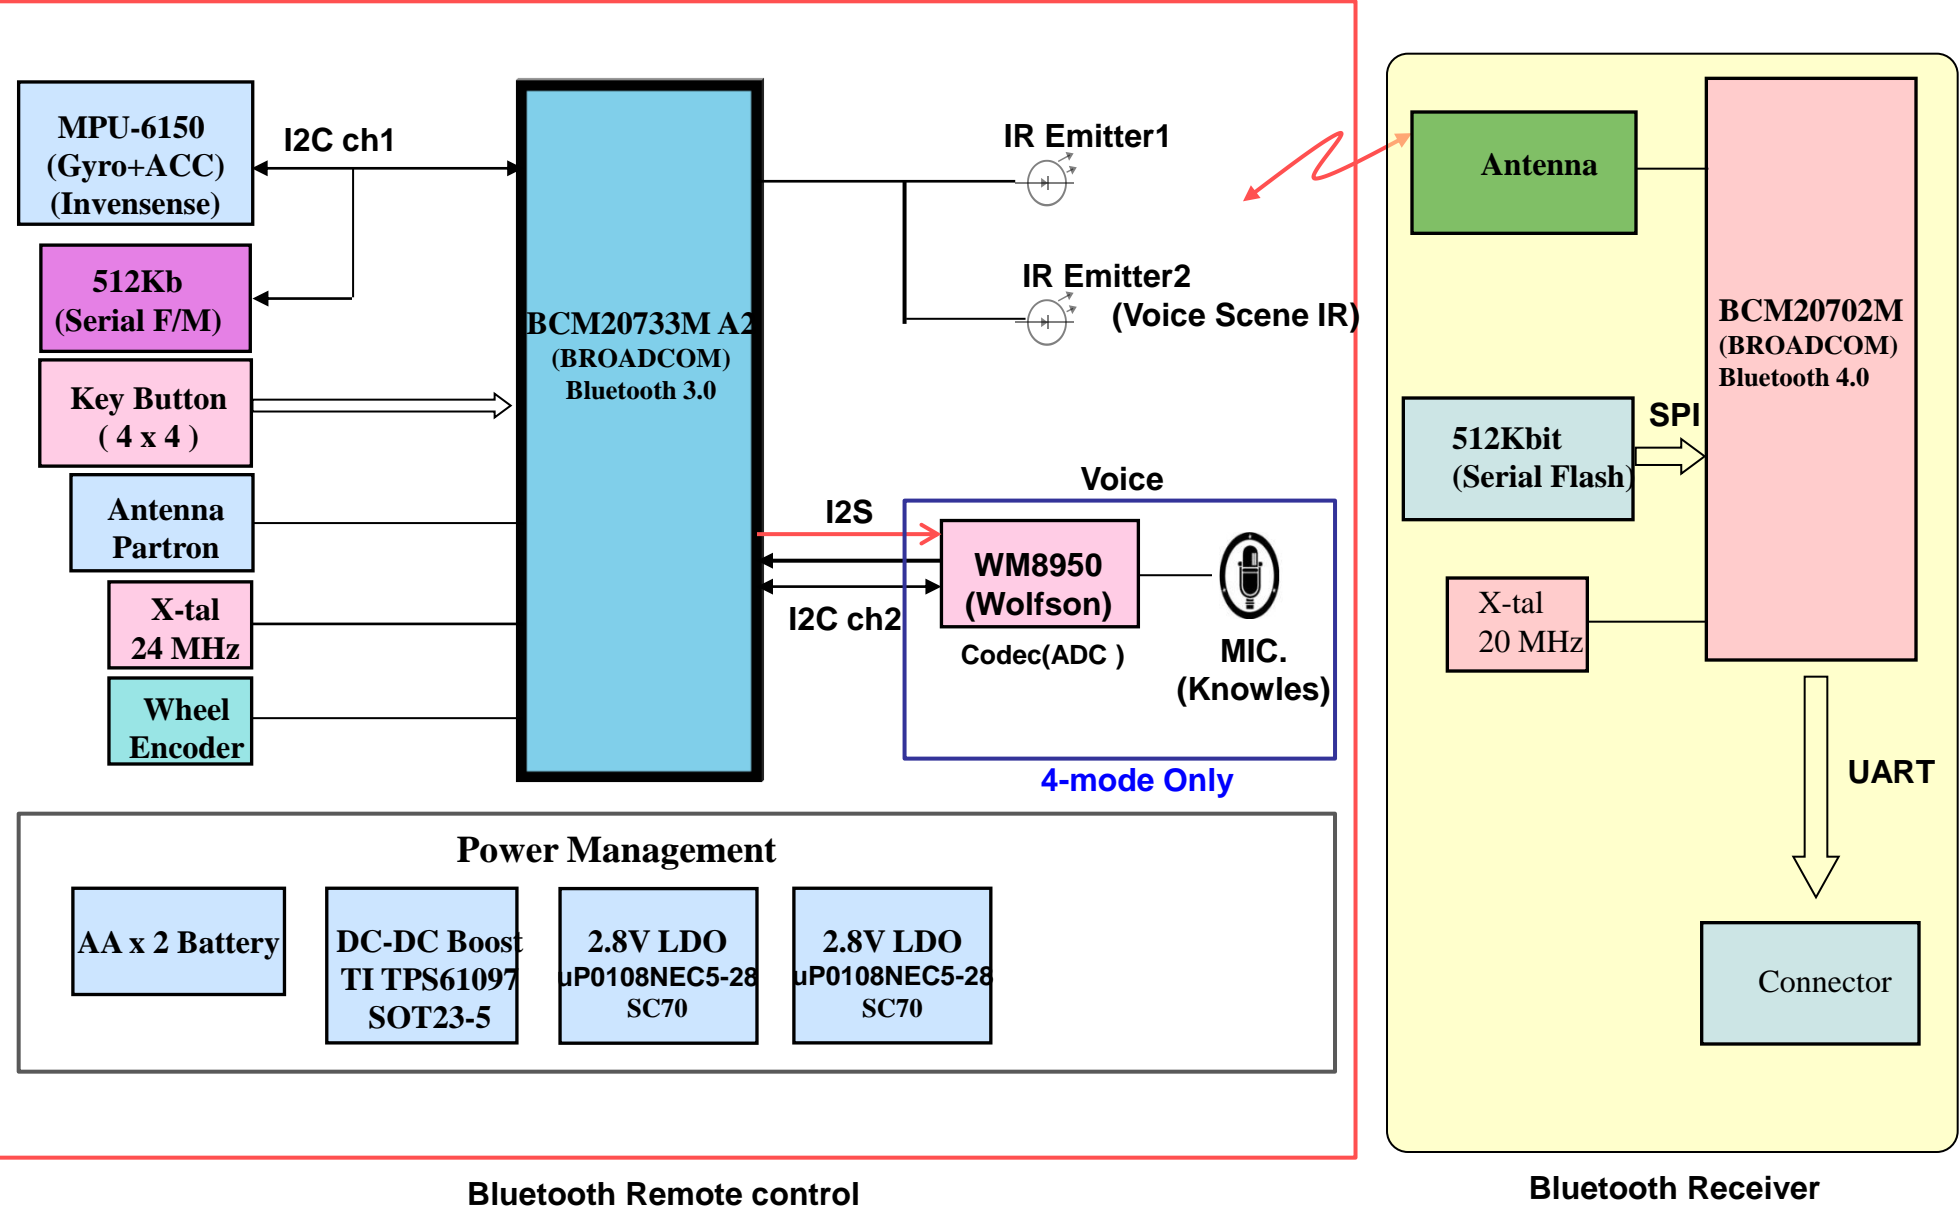 MPU-6150
(Gyro+ACC)
(Invensense)
I2C ch1
512Kb
(Serial F/M)
Key Button
( 4 x 4 )
Antenna
Partron
X-tal
24 MHz
Wheel
Encoder
BCM20733M A2
(BROADCOM)
Bluetooth 3.0
IR Emitter1
IR Emitter2
(Voice Scene IR)
Voice
I2S
I2C ch2
WM8950
(Wolfson)
Codec(ADC )
MIC.
(Knowles)
4-mode Only
Power Management
AA x 2 Battery
DC-DC Boost
TI TPS61097
SOT23-5
2.8V LDO
uP0108NEC5-28
SC70
2.8V LDO
uP0108NEC5-28
SC70
Bluetooth Remote control
Antenna
BCM20702M
(BROADCOM)
Bluetooth 4.0
SPI
512Kbit
(Serial Flash)
X-tal
20 MHz
UART
Connector
Bluetooth Receiver